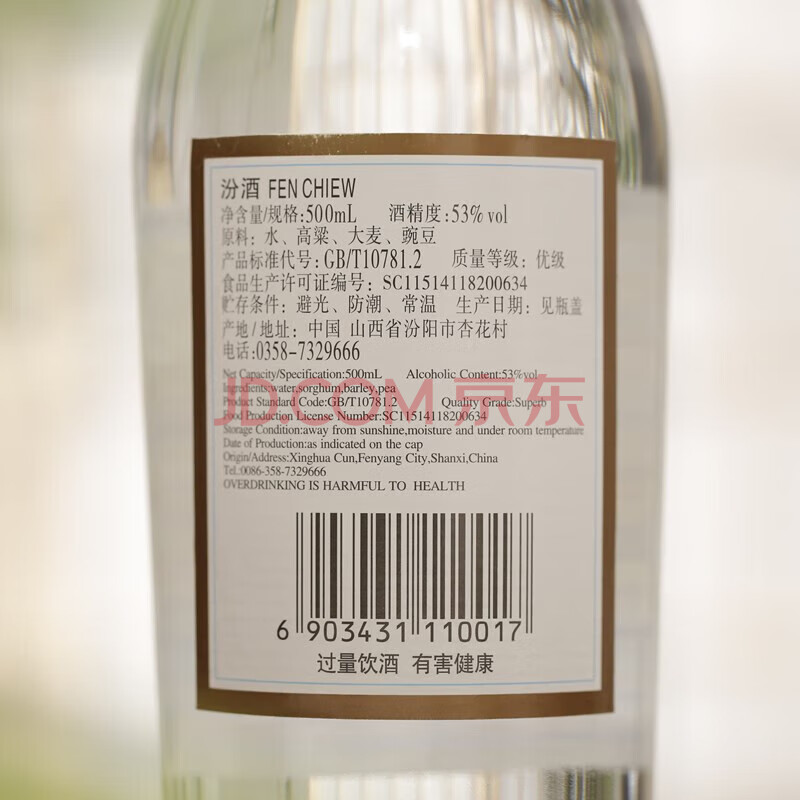 汾酒 FEN CHIEW
净含量/规格:500mL 酒精度:53%vol
原料: 水、高粱、大麦、豌豆
产品标准代号: GB/T10781.2 质量等级: 优级
食品生产许可证编号: SC11514118200634
贮存条件: 避光、防潮、常温 生产日期: 见瓶盖
产地/地址: 中国 山西省汾阳市杏花村
电话:0358-7329666
Net Capacity/Specification:500mL Alcoholic Content:53%vol
Ingredients:water,sorghum,barley,pea
JD.COM 京东
Product Standard Code:GB/T10781.2 Quality Grade:Superb
Food Production License Number:SC11514118200634
Storage Condition:away from sunshine,moisture and under room temperature
Date of Production:as indicated on the cap
Origin/Address:Xinghua Cun,Fenyang City,Shanxi,China
Tel.:0086-358-7329666
OVERDRINKING IS HARMFUL TO HEALTH
6 903431 110017
过量饮酒 有害健康